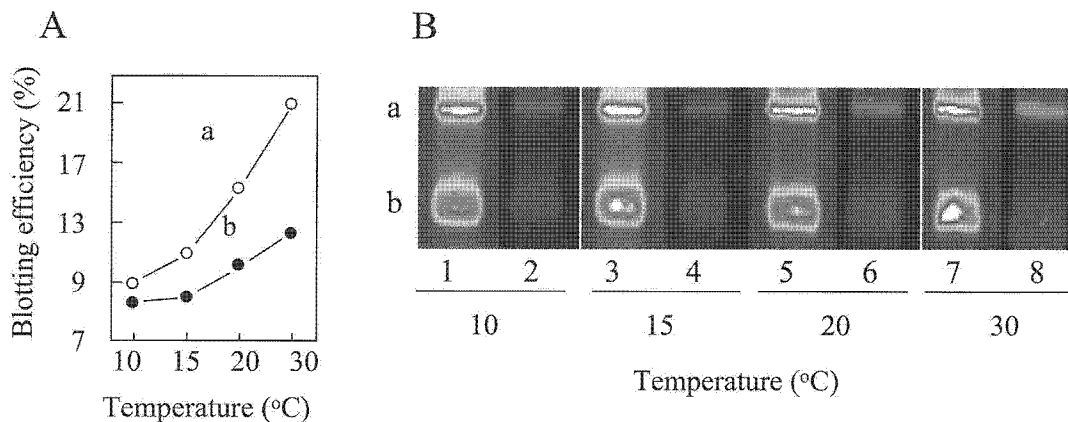 A
Blotting efficiency (%)
21
17
13
9
7
a
b
10 15 20 30
Temperature (°C)
B
a
b
1 2 3 4 5 6 7 8
10 15 20 30
Temperature (°C)